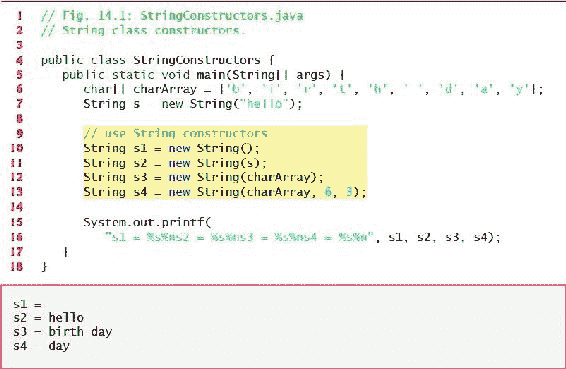 1 // Fig. 14.1: StringConstructors.java
2 // String class constructors.
3
4 public class StringConstructors {
5 public static void main(String[] args) {
6 char[] charArray = {'b', 'i', 'r', 't', 'h', ' ', 'd', 'a', 'y'};
7 String s = new String("hello");
8
9 // use String constructors
10 String s1 = new String();
11 String s2 = new String(s);
12 String s3 = new String(charArray);
13 String s4 = new String(charArray, 6, 3);
14
15 System.out.printf(
16 "s1 = %s%ns2 = %s%ns3 = %s%ns4 = %s%n", s1, s2, s3, s4);
17 }
18 }
s1 =
s2 = hello
s3 = birth day
s4 = day